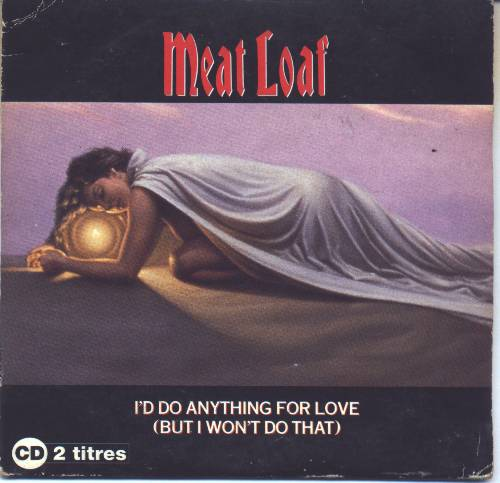 Meat Loaf
I'D DO ANYTHING FOR LOVE
(BUT I WON'T DO THAT)
CD 2 titres